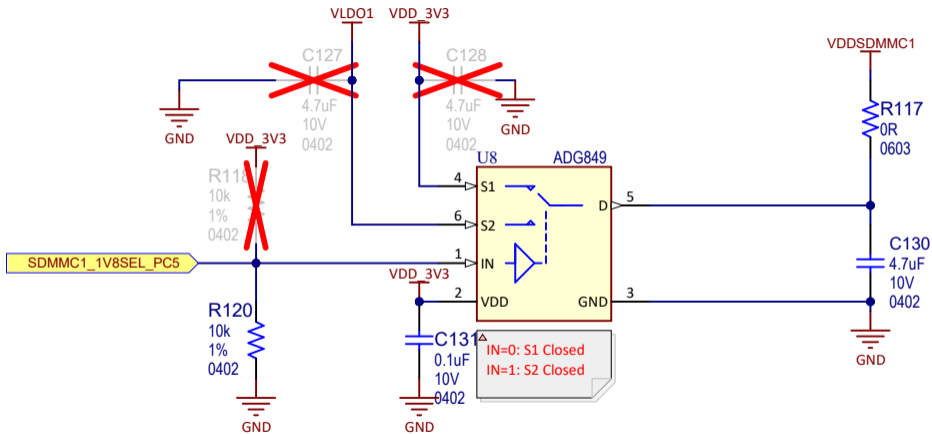 VLDO1
VDD_3V3
C127
4.7uF
10V
0402
GND
C128
4.7uF
10V
0402
GND
VDDSDMMC1
R117
0R
0603
VDD_3V3
R118
10k
1%
0402
U8
ADG849
4
S1
6
S2
1
IN
2
VDD
D
5
GND
3
SDMMC1_1V8SEL_PC5
R120
10k
1%
0402
GND
VDD_3V3
C131
0.1uF
10V
0402
GND
IN=0: S1 Closed
IN=1: S2 Closed
C130
4.7uF
10V
0402
GND